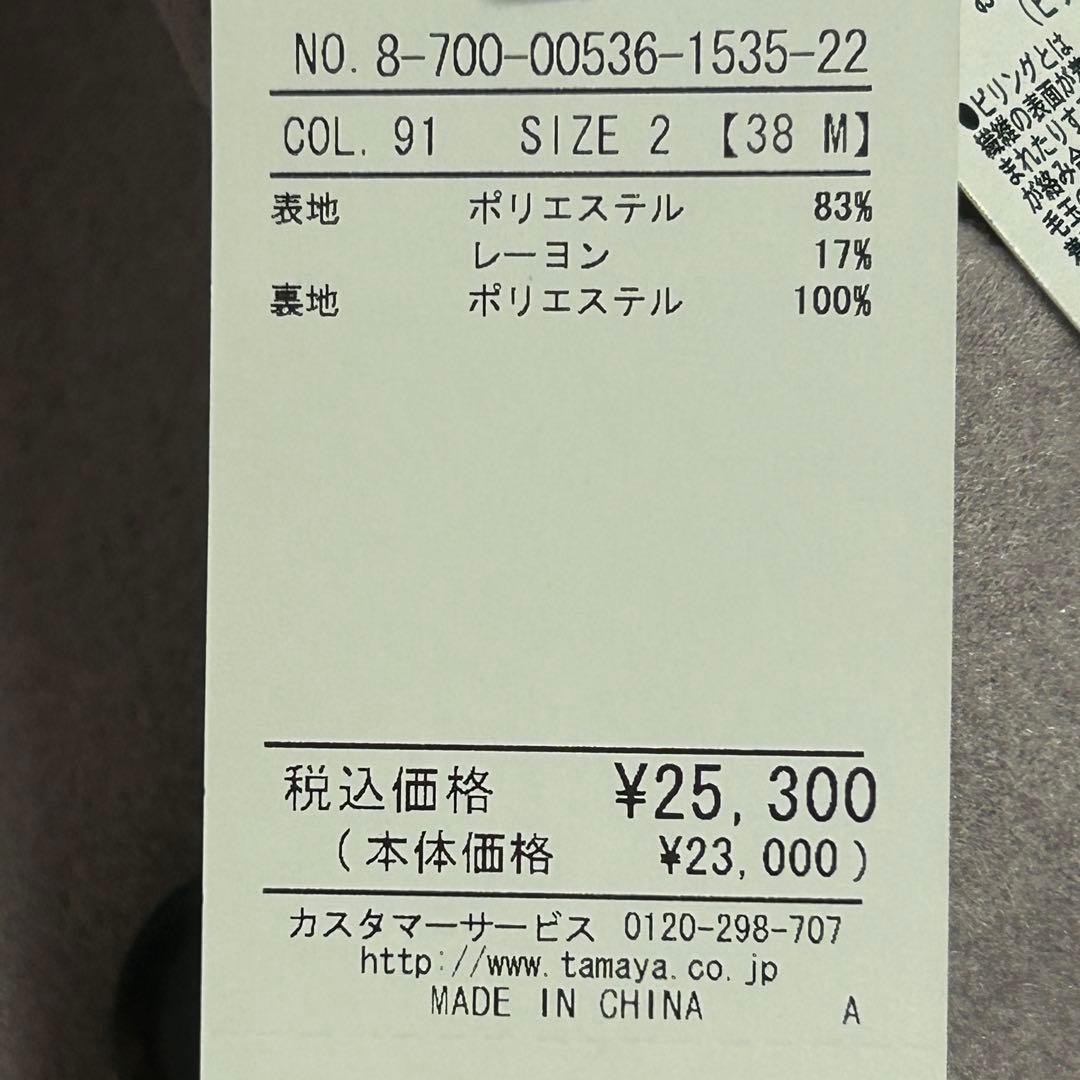 NO. 8-700-00536-1535-22
COL. 91 SIZE 2 【38 M】
表地 ポリエステル 83%
レーヨン 17%
裏地 ポリエステル 100%
税込価格 ¥25,300
(本体価格 ¥23,000)
カスタマーサービス 0120-298-707
http://www.tamaya.co.jp
MADE IN CHINA A
●ピリングとは
繊維の表面が
まれたりす
が絡み
毛玉